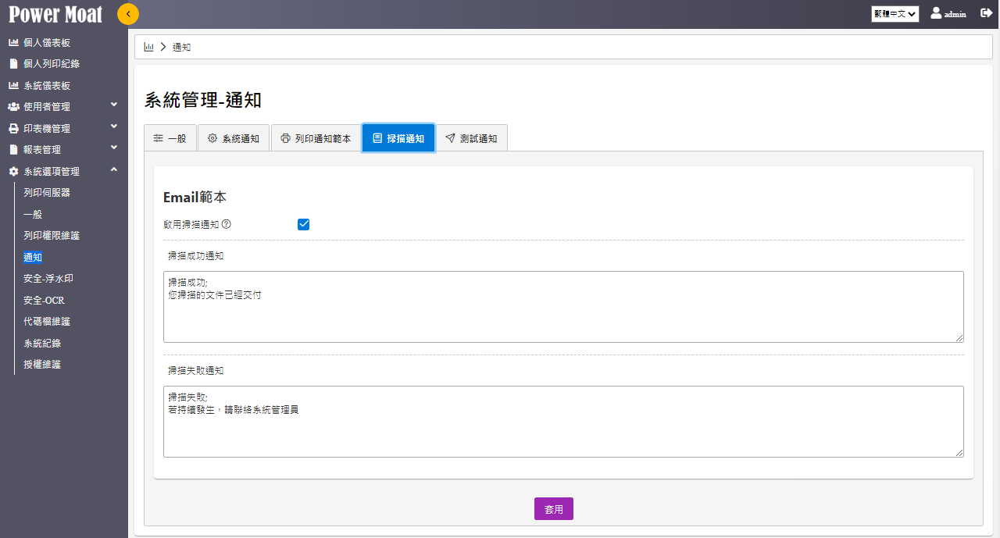 Power Moat
繁體中文
admin
個人儀表板
個人列印紀錄
系統儀表板
使用者管理
印表機管理
報表管理
系統選項管理
列印伺服器
一般
列印權限維護
通知
安全-浮水印
安全-OCR
代碼檔維護
系統紀錄
授權維護
通知
系統管理-通知
一般
系統通知
列印通知範本
掃描通知
測試通知
Email範本
啟用掃描通知
掃描成功通知
掃描成功;
您掃描的文件已經交付
掃描失敗通知
掃描失敗;
若持續發生，請聯絡系統管理員
套用